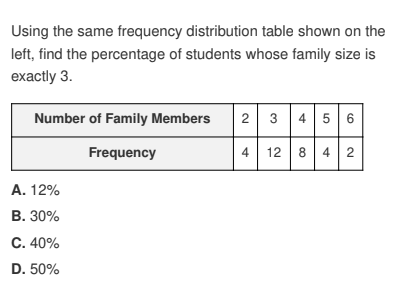 Using the same frequency distribution table shown on the
left, find the percentage of students whose family size is
exactly 3.
Number of Family Members 2 3 4 5 6
Frequency 4 12 8 4 2
A. 12%
B. 30%
C. 40%
D. 50%